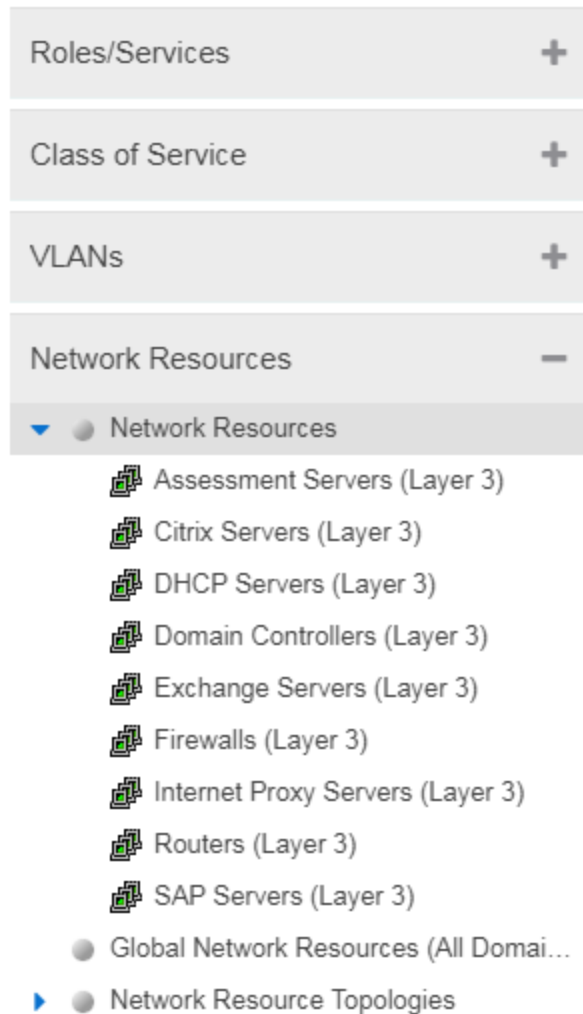 Roles/Services
Class of Service
VLANs
Network Resources
Network Resources
Assessment Servers (Layer 3)
Citrix Servers (Layer 3)
DHCP Servers (Layer 3)
Domain Controllers (Layer 3)
Exchange Servers (Layer 3)
Firewalls (Layer 3)
Internet Proxy Servers (Layer 3)
Routers (Layer 3)
SAP Servers (Layer 3)
Global Network Resources (All Domai...
Network Resource Topologies